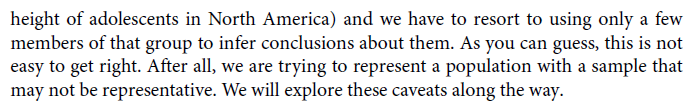 height of adolescents in North America) and we have to resort to using only a few
members of that group to infer conclusions about them. As you can guess, this is not
easy to get right. After all, we are trying to represent a population with a sample that
may not be representative. We will explore these caveats along the way.